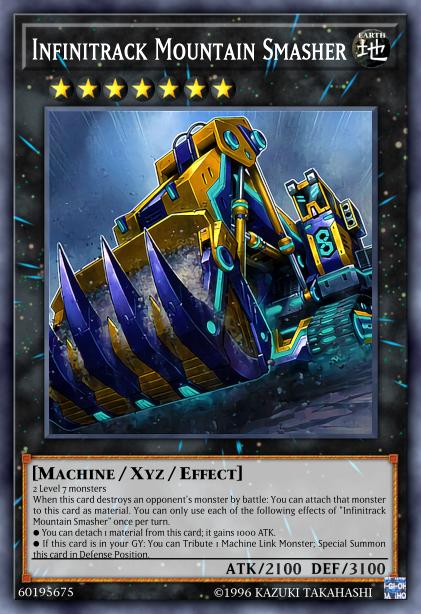 INFINITRACK MOUNTAIN SMASHER
EARTH
地
8
[MACHINE / XYZ / EFFECT]
2 Level 7 monsters
When this card destroys an opponent's monster by battle: You can attach that monster
to this card as material. You can only use each of the following effects of "Infinitrack
Mountain Smasher" once per turn.
● You can detach 1 material from this card; it gains 1000 ATK.
● If this card is in your GY: You can Tribute 1 Machine Link Monster; Special Summon
this card in Defense Position.
ATK/2100 DEF/3100
60195675
©1996 KAZUKI TAKAHASHI